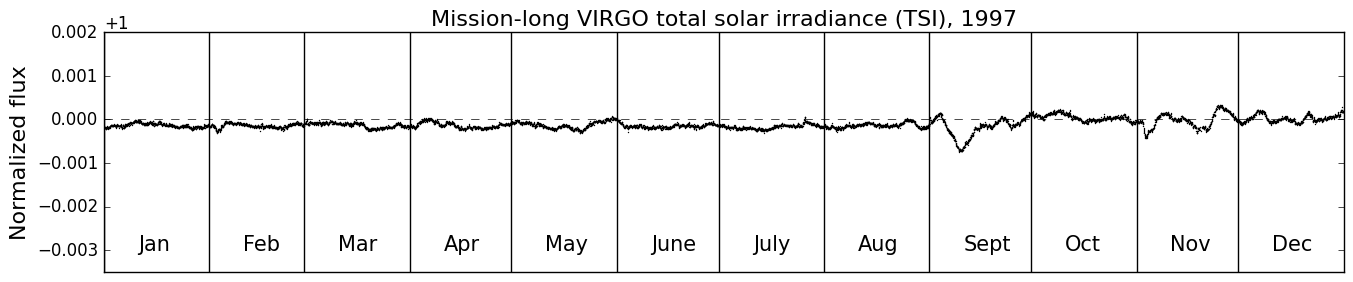 Mission-long VIRGO total solar irradiance (TSI), 1997
+1
Normalized flux
0.002
0.001
0.000
−0.001
−0.002
−0.003
Jan Feb Mar Apr May June July Aug Sept Oct Nov Dec